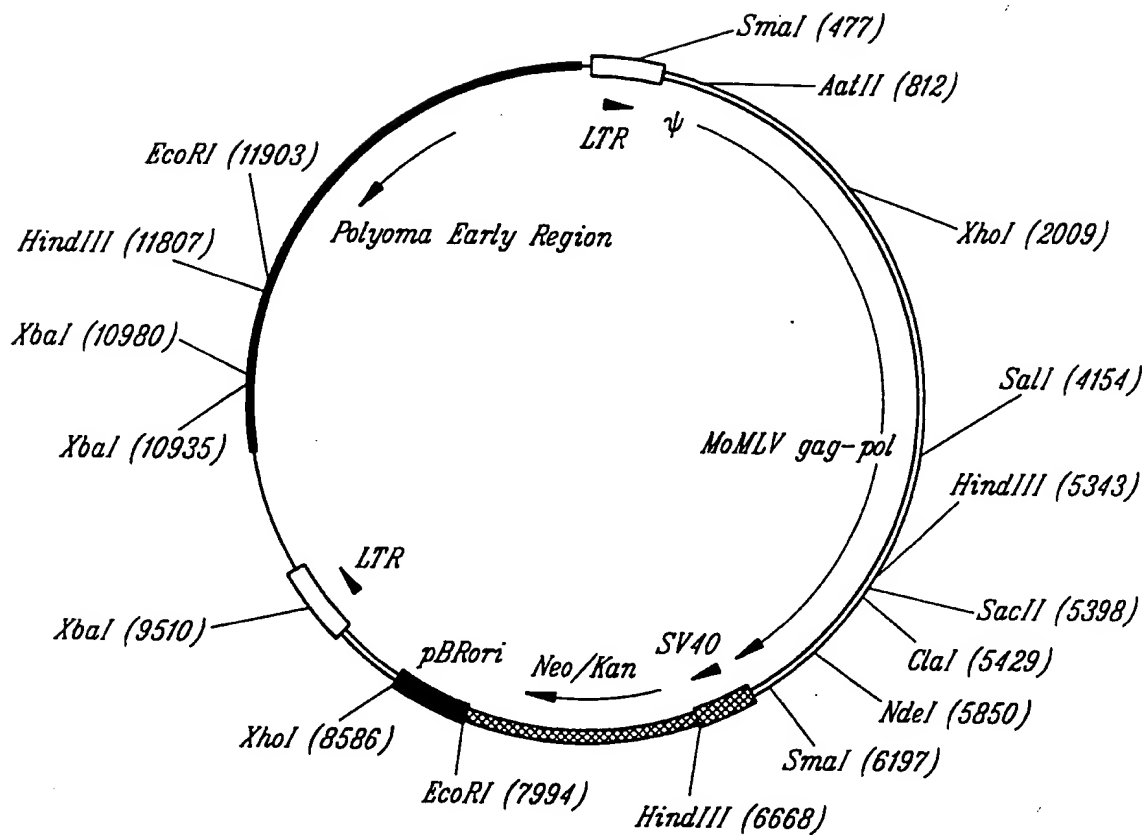 SmaI (477)
AatII (812)
LTR
ψ
EcoRI (11903)
Polyoma Early Region
XhoI (2009)
HindIII (11807)
XbaI (10980)
SalI (4154)
XbaI (10935)
MoMLV gag-pol
HindIII (5343)
LTR
SacII (5398)
XbaI (9510)
pBRori
Neo/Kan
SV40
ClaI (5429)
NdeI (5850)
XhoI (8586)
SmaI (6197)
EcoRI (7994)
HindIII (6668)